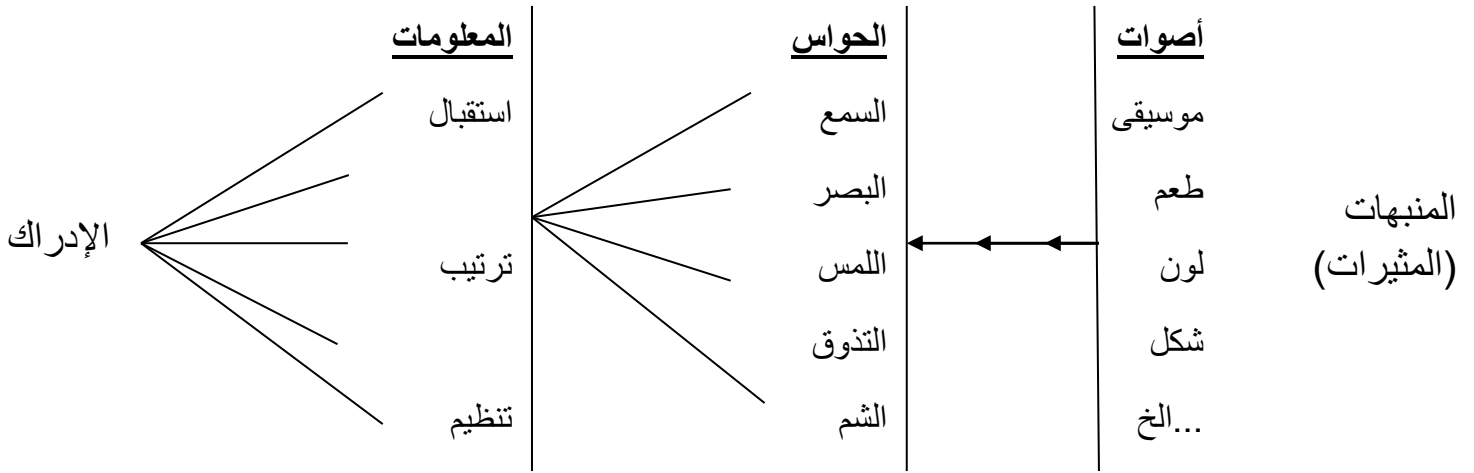 أصوات
الحواس
المعلومات
موسيقى
السمع
استقبال
طعم
البصر
المنبهات
(المثيرات)
الإدراك
لون
اللمس
ترتيب
شكل
التذوق
...الخ
الشم
تنظيم